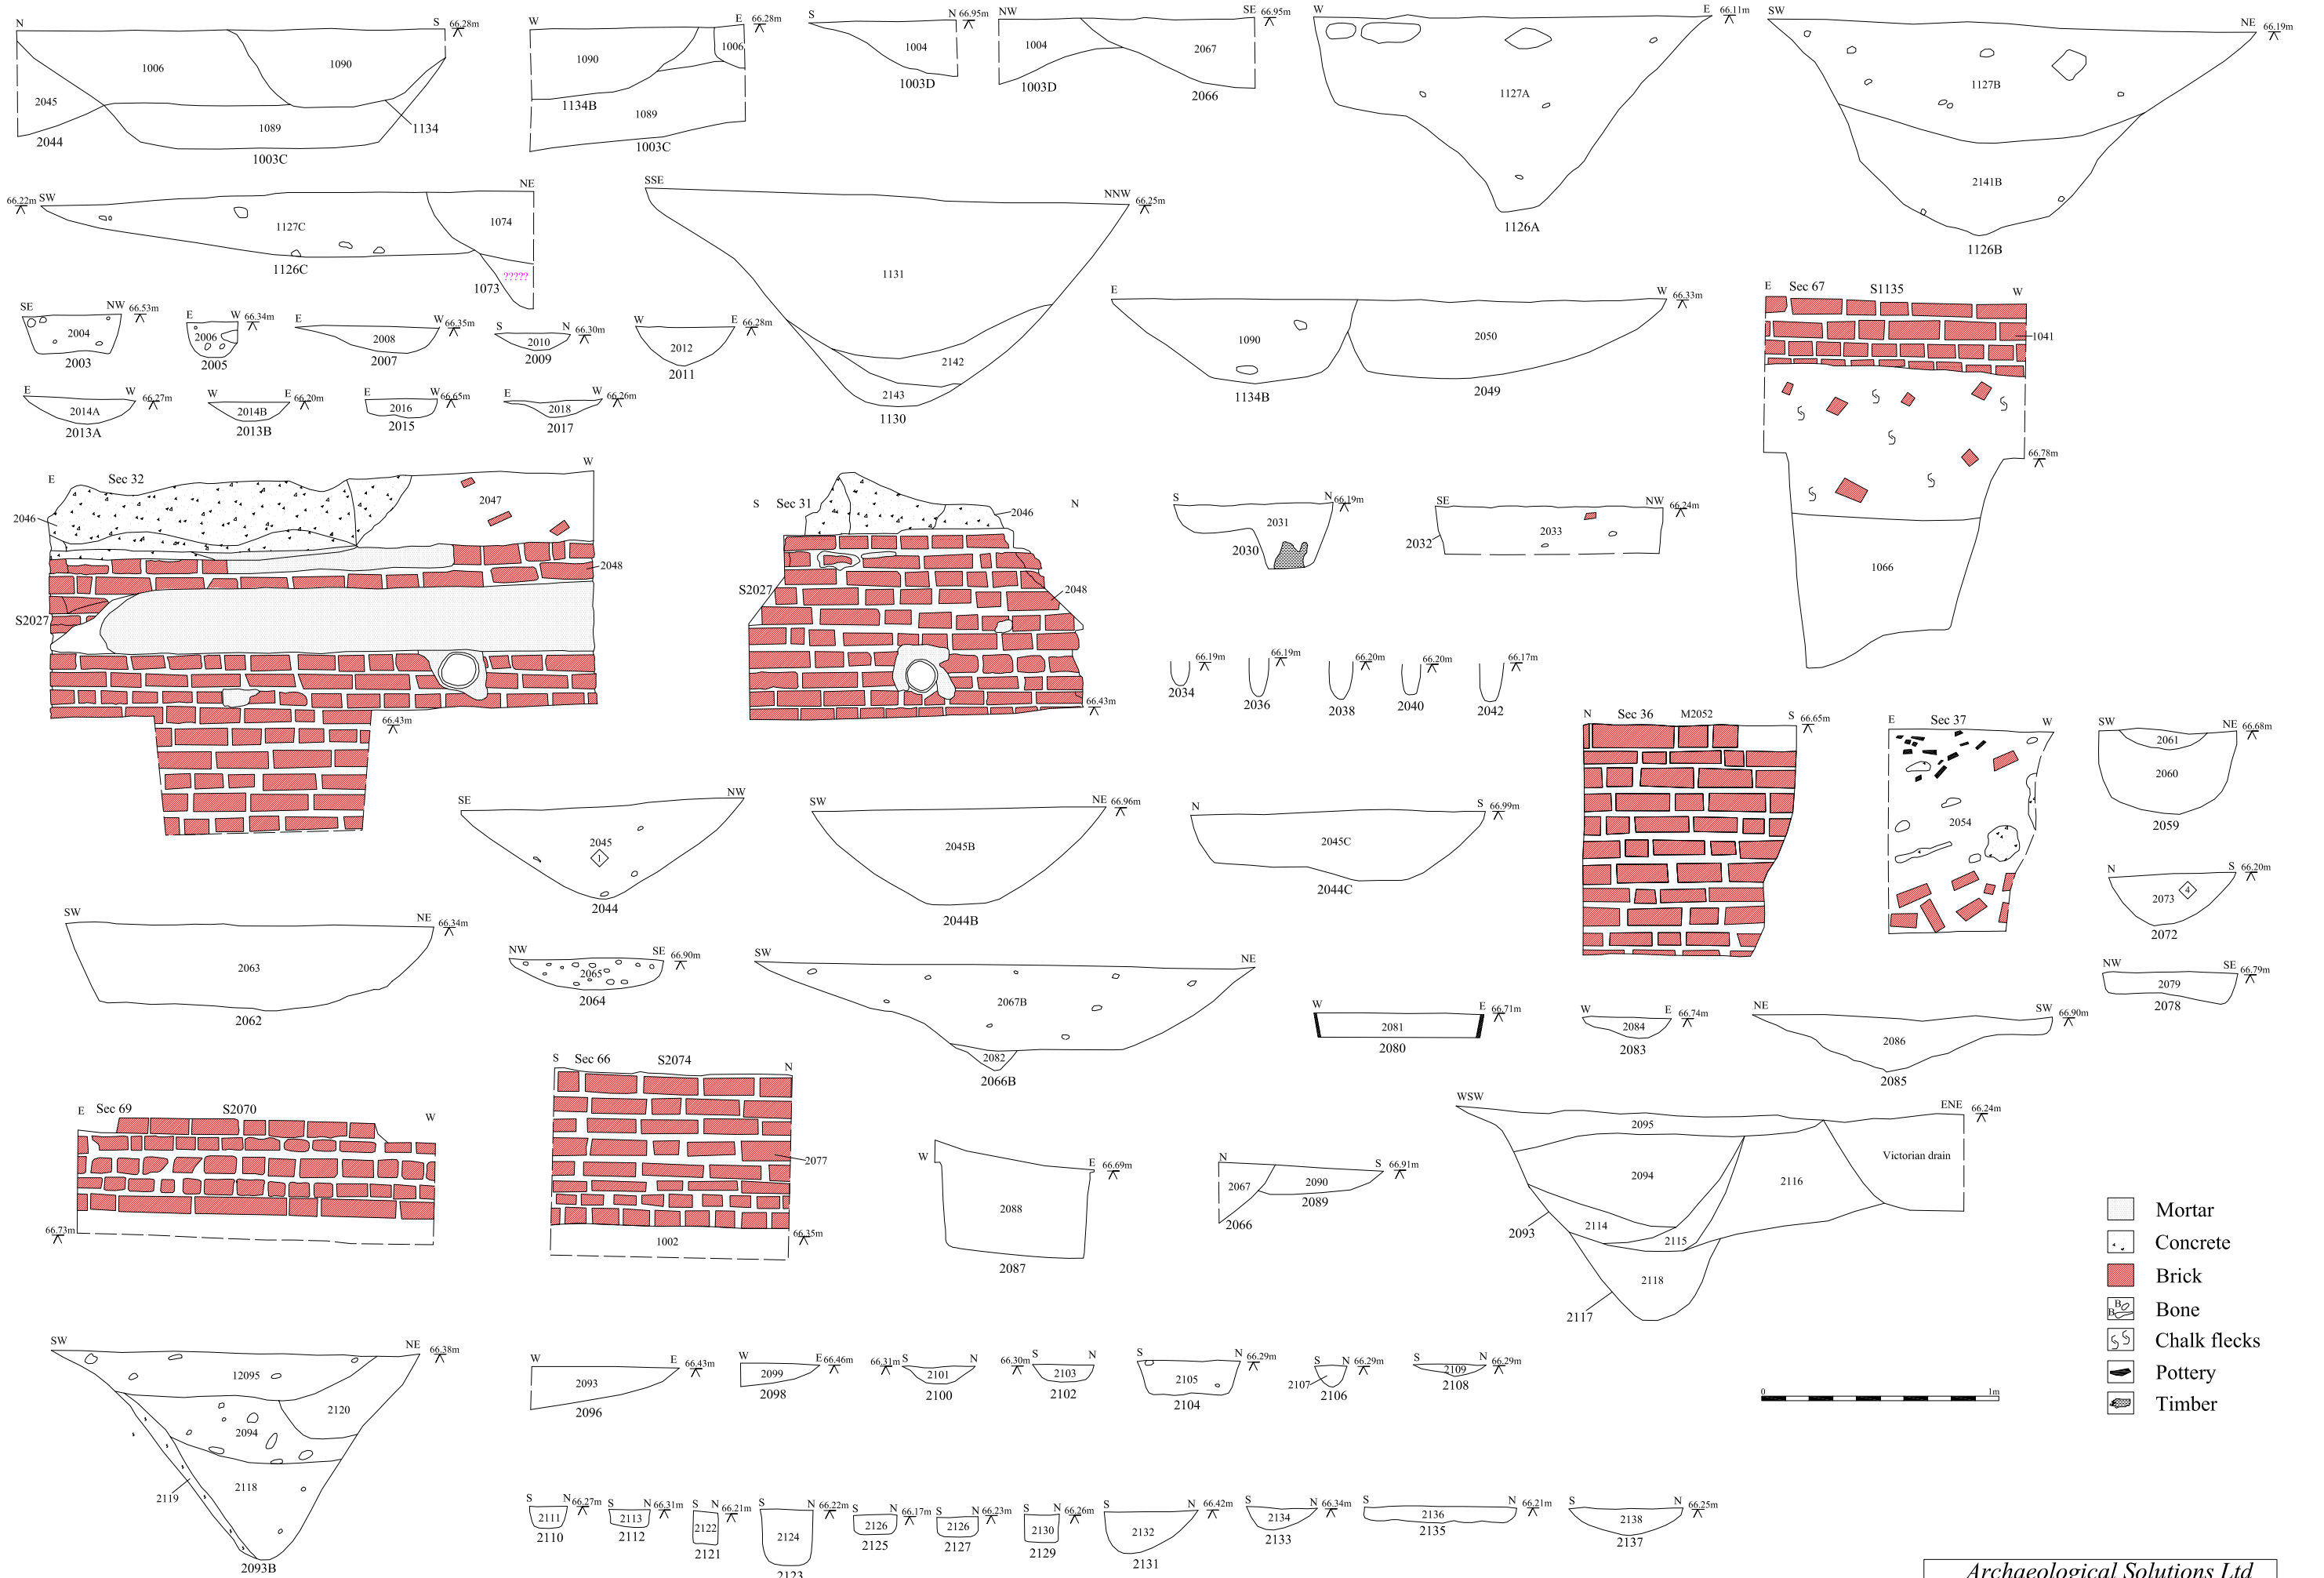 N S 66.28m W E 66.28m S N 66.95m NW SE 66.95m W E 66.11m SW NE 66.19m
1006 1090 2045 1089 1134 2044 1003C
1090 1006 1134B 1089 1003C
1004 1003D
1004 2067 1003D 2066
1127A 1126A
1127B 2141B 1126B
66.22m SW NE 1127C 1074 ????? 1126C 1073
SSE NNW 66.25m 1131 2142 2143 1130
E W 66.33m 1090 2050 1134B 2049
E Sec 67 S1135 W 1041 66.78m 1066
SE NW 66.53m 2004 2003
E W 66.34m 2006 2005
E W 66.35m 2008 2007
S N 66.30m 2010 2009
W E 66.28m 2012 2011
E W 66.27m 2014A 2013A
W E 66.20m 2014B 2013B
E W 66.65m 2016 2015
E W 66.26m 2018 2017
E Sec 32 W 2046 2047 2048 S2027 66.43m
S Sec 31 N 2046 S2027 2048 66.43m
S N 66.19m 2031 2030
SE NW 66.24m 2032 2033
66.19m 2034
66.19m 2036
66.20m 2038
66.20m 2040
66.17m 2042
N Sec 36 M2052 S 66.65m
E Sec 37 W 2054
SW NE 66.68m 2061 2060 2059
SE NW 2045 1 2044
SW NE 66.96m 2045B 2044B
N S 66.99m 2045C 2044C
N S 66.20m 2073 4 2072
SW NE 66.34m 2063 2062
NW SE 66.90m 2065 2064
SW NE 2067B 2082 2066B
W E 66.71m 2081 2080
W E 66.74m 2084 2083
NE SW 66.90m 2086 2085
NW SE 66.79m 2079 2078
E Sec 69 S2070 W 66.73m
S Sec 66 S2074 N 2077 1002 66.35m
W E 66.69m 2088 2087
N S 66.91m 2067 2090 2089 2066
WSW ENE 66.24m 2095 2094 2116 Victorian drain 2114 2115 2093 2118 2117
Mortar
Concrete
Brick
B B Bone
Chalk flecks
Pottery
Timber
SW NE 66.38m 12095 2120 2094 2118 2119 2093B
W E 66.43m 2093 2096
W E 66.46m 2099 2098
66.31m S N 2101 2100
66.30m S N 2103 2102
S N 66.29m 2105 2104
S N 66.29m 2107 2106
S N 66.29m 2109 2108
0 1m
S N 66.27m 2111 2110
S N 66.31m 2113 2112
S N 66.21m 2122 2121
S N 66.22m 2124 2123
S N 66.17m 2126 2125
S N 66.23m 2126 2127
S N 66.26m 2130 2129
S N 66.42m 2132 2131
S N 66.34m 2134 2133
S N 66.21m 2136 2135
S N 66.25m 2138 2137
Archaeological Solutions Ltd